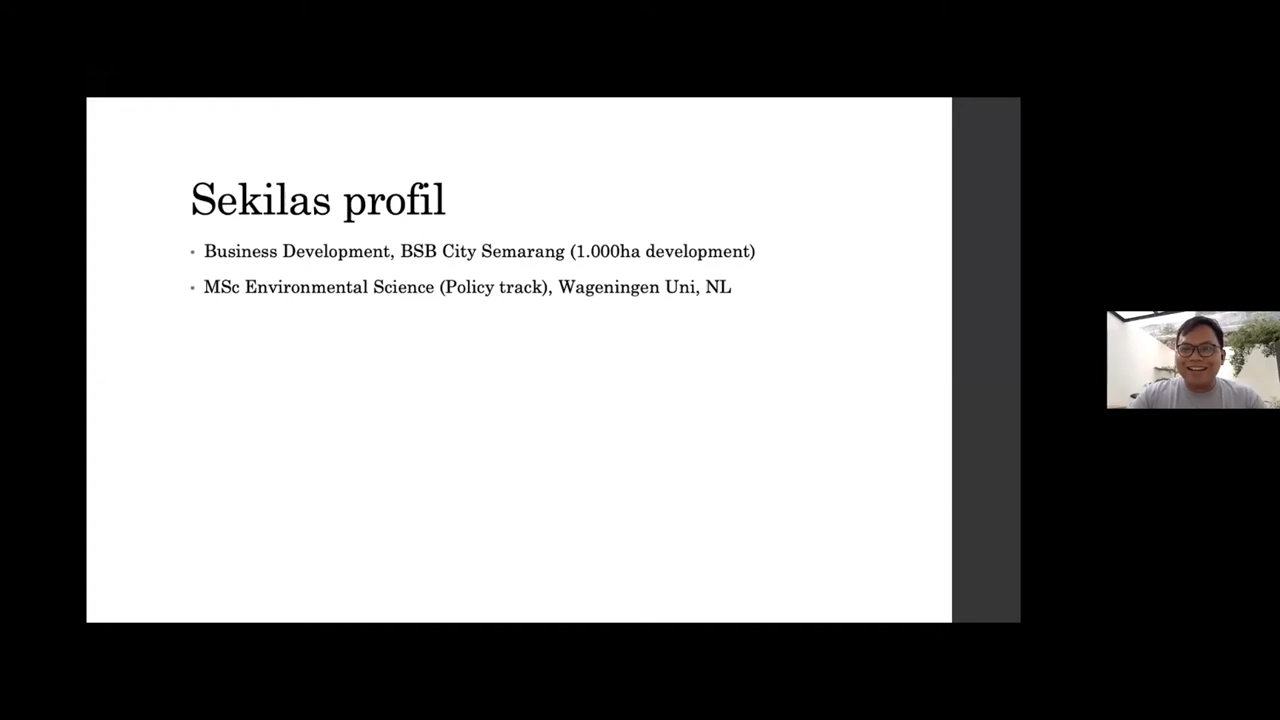 Sekilas profil
• Business Development, BSB City Semarang (1.000ha development)
• MSc Environmental Science (Policy track), Wageningen Uni, NL